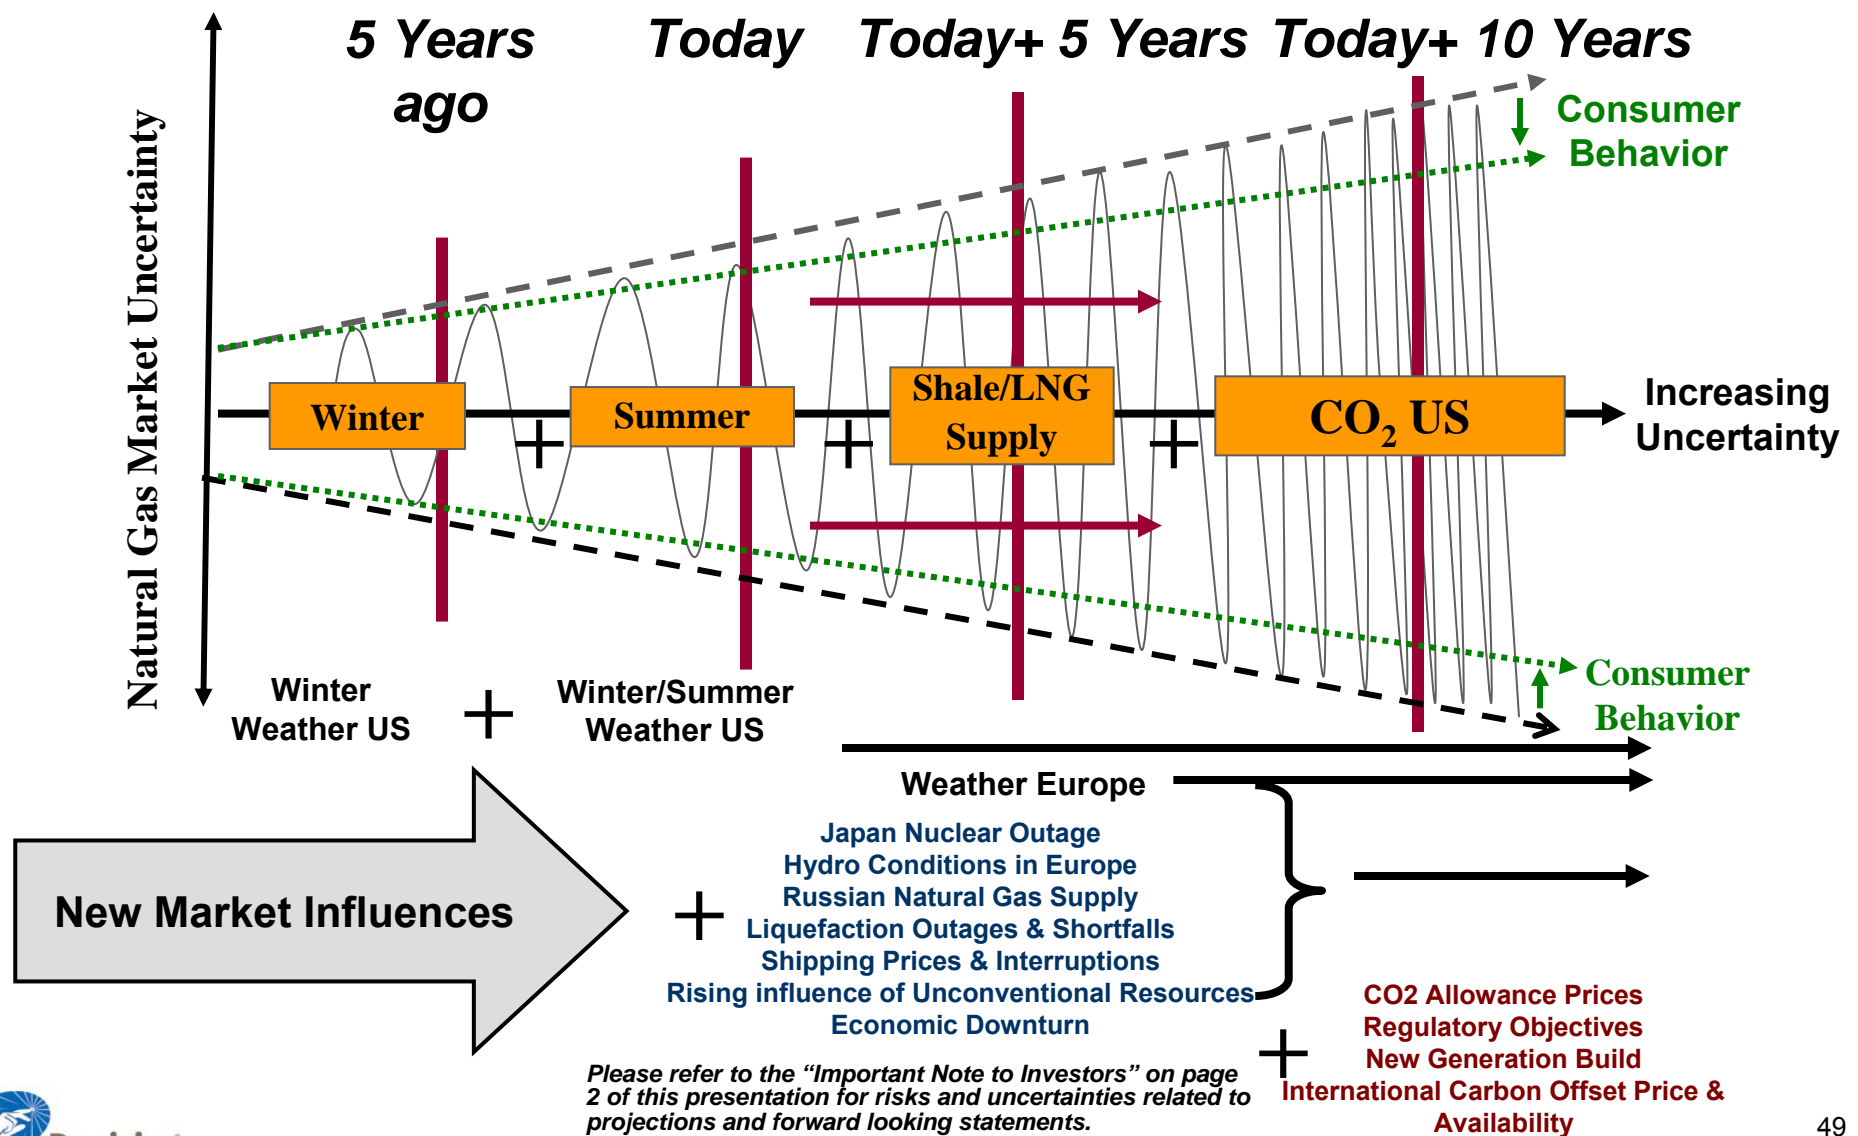 5 Years
ago
Today
Today+ 5 Years
Today+ 10 Years
Natural Gas Market Uncertainty
Consumer
Behavior
Winter
Summer
Shale/LNG
Supply
CO₂ US
Increasing
Uncertainty
Consumer
Behavior
Winter
Weather US
Winter/Summer
Weather US
Weather Europe
New Market Influences
Japan Nuclear Outage
Hydro Conditions in Europe
Russian Natural Gas Supply
Liquefaction Outages & Shortfalls
Shipping Prices & Interruptions
Rising influence of Unconventional Resources
Economic Downturn
CO2 Allowance Prices
Regulatory Objectives
New Generation Build
International Carbon Offset Price &
Availability
Please refer to the “Important Note to Investors” on page
2 of this presentation for risks and uncertainties related to
projections and forward looking statements.
49